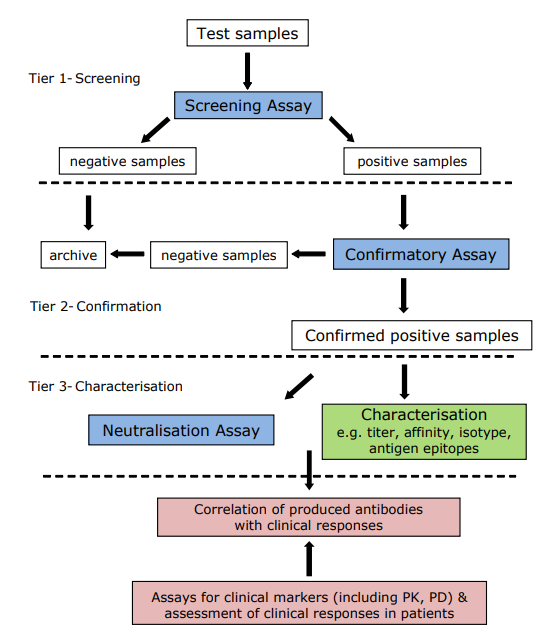 Test samples
Tier 1- Screening
Screening Assay
negative samples
positive samples
archive
negative samples
Confirmatory Assay
Tier 2- Confirmation
Confirmed positive samples
Tier 3- Characterisation
Neutralisation Assay
Characterisation
e.g. titer, affinity, isotype,
antigen epitopes
Correlation of produced antibodies
with clinical responses
Assays for clinical markers (including PK, PD) &
assessment of clinical responses in patients